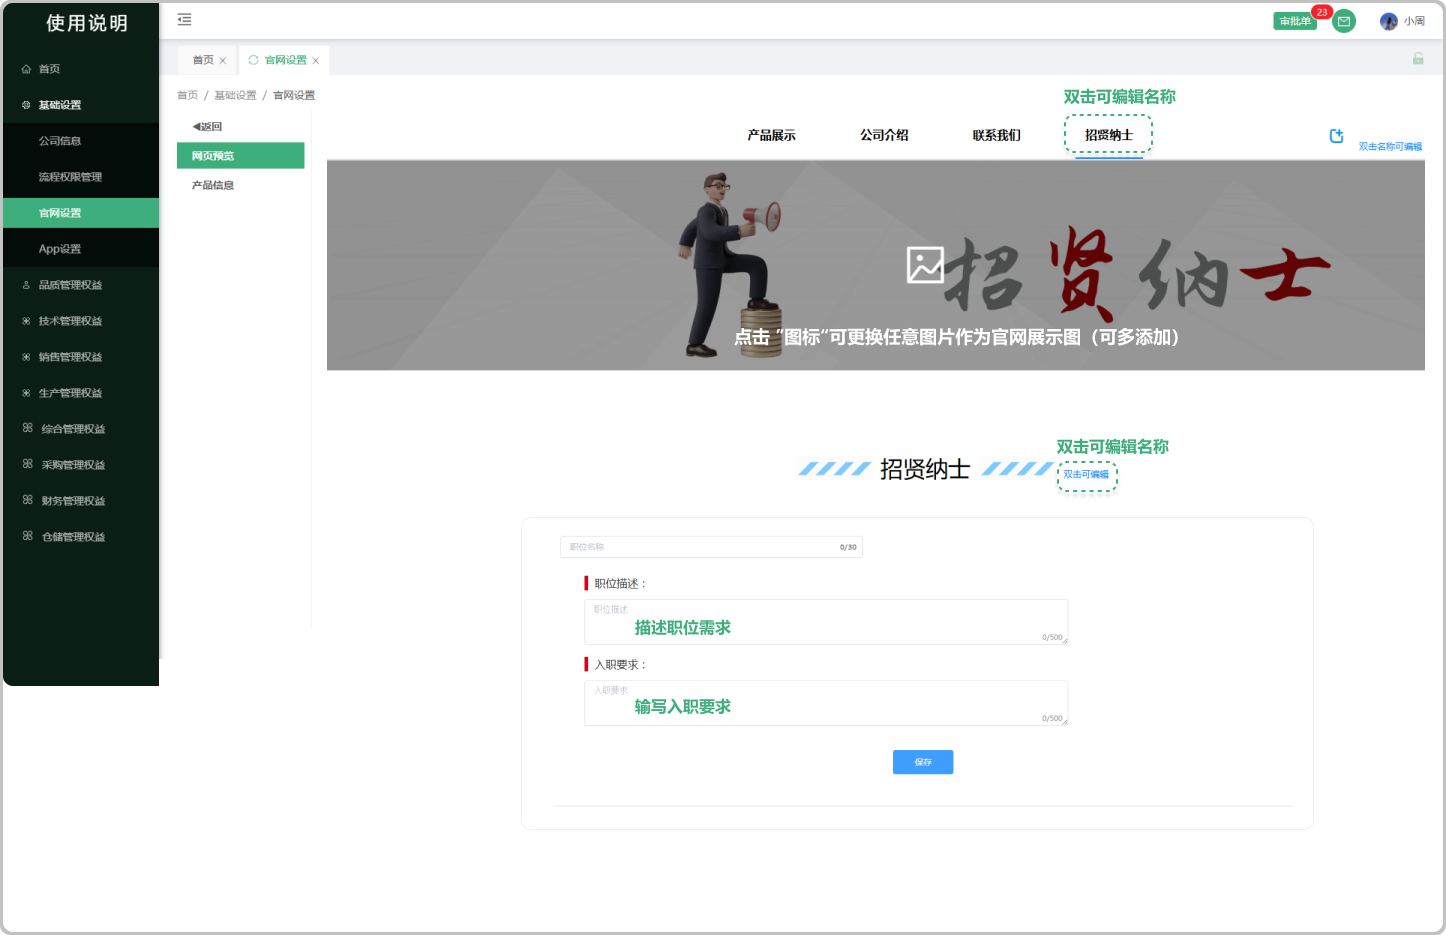 使用说明
审批单
23
小周
首页
官网设置
首页
基础设置
公司信息
流程权限管理
官网设置
App设置
品质管理权益
技术管理权益
销售管理权益
生产管理权益
综合管理权益
采购管理权益
财务管理权益
仓储管理权益
首页 / 基础设置 / 官网设置
◀返回
网页预览
产品信息
双击可编辑名称
产品展示
公司介绍
联系我们
招贤纳士
双击名称可编辑
招贤纳士
点击 “图标“可更换任意图片作为官网展示图（可多添加）
双击可编辑名称
招贤纳士
双击可编辑
职位名称
0/30
职位描述：
职位描述
描述职位需求
0/500
入职要求：
入职要求
输写入职要求
0/500
保存